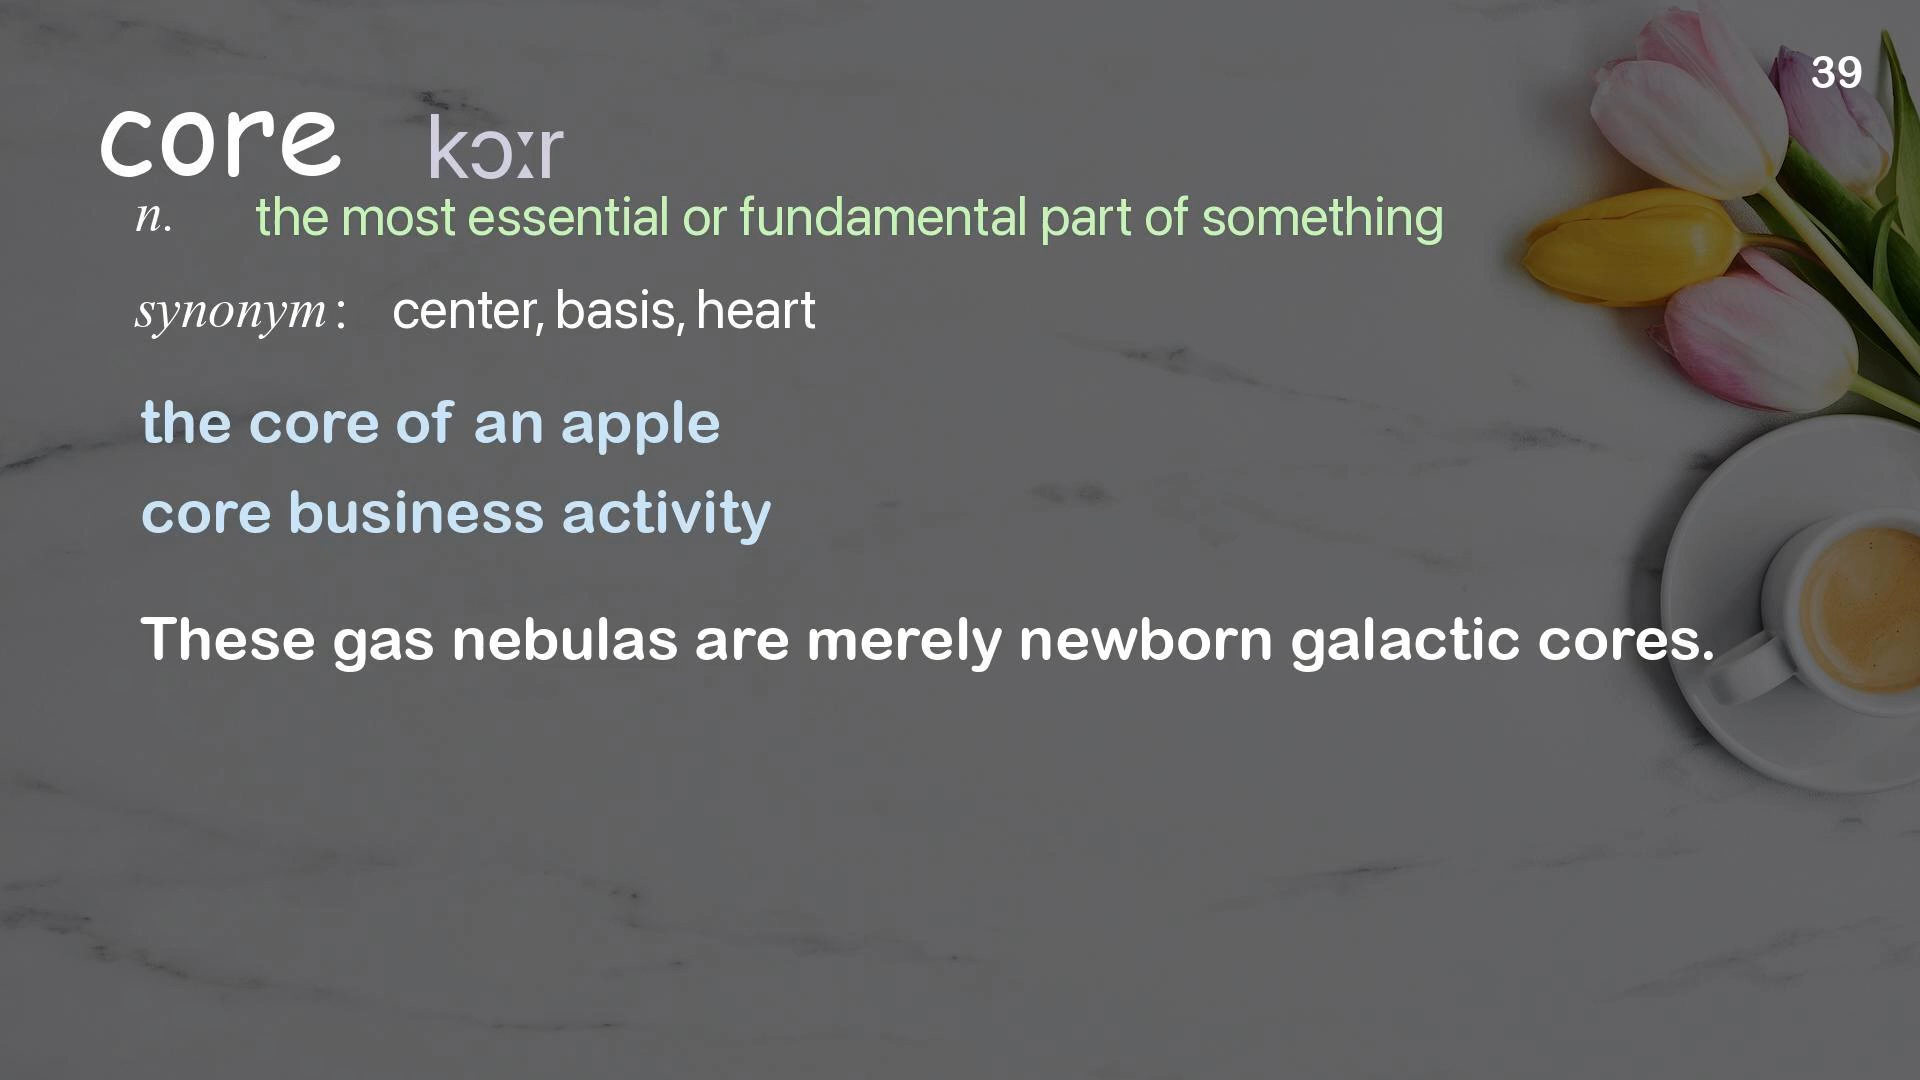 39
core kɔːr
n. the most essential or fundamental part of something
synonym: center, basis, heart
the core of an apple
core business activity
These gas nebulas are merely newborn galactic cores.